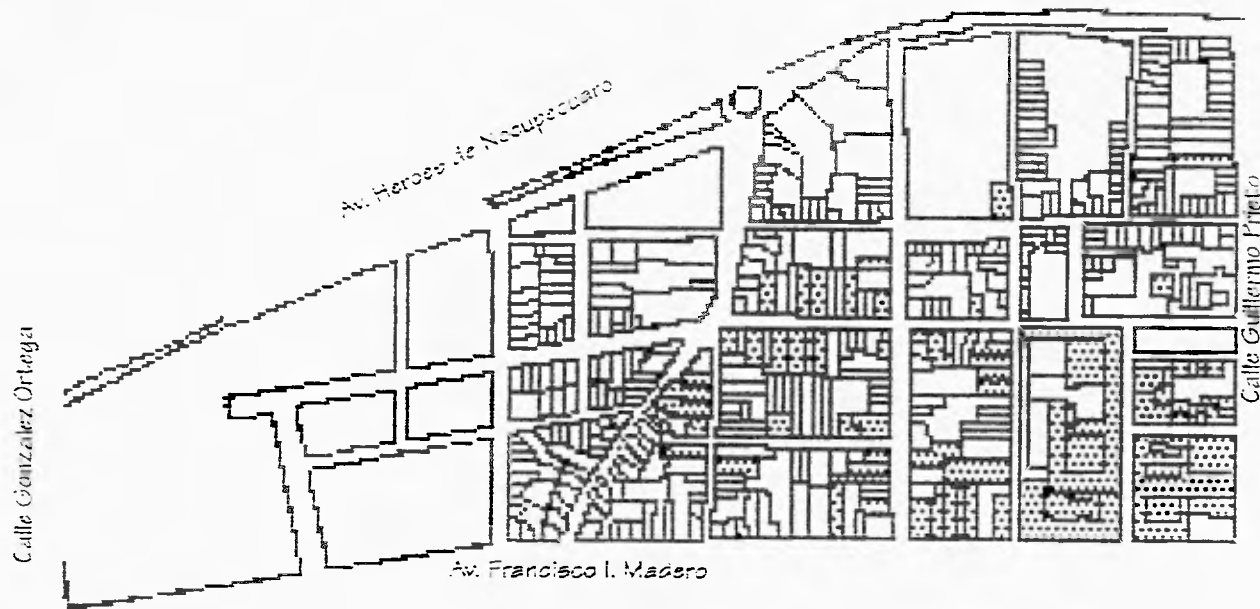 Av. Heroes de Nocupetaro
Calle Gonzalez Ortega
Calle Guillermo Prieto
Av. Francisco I. Madero